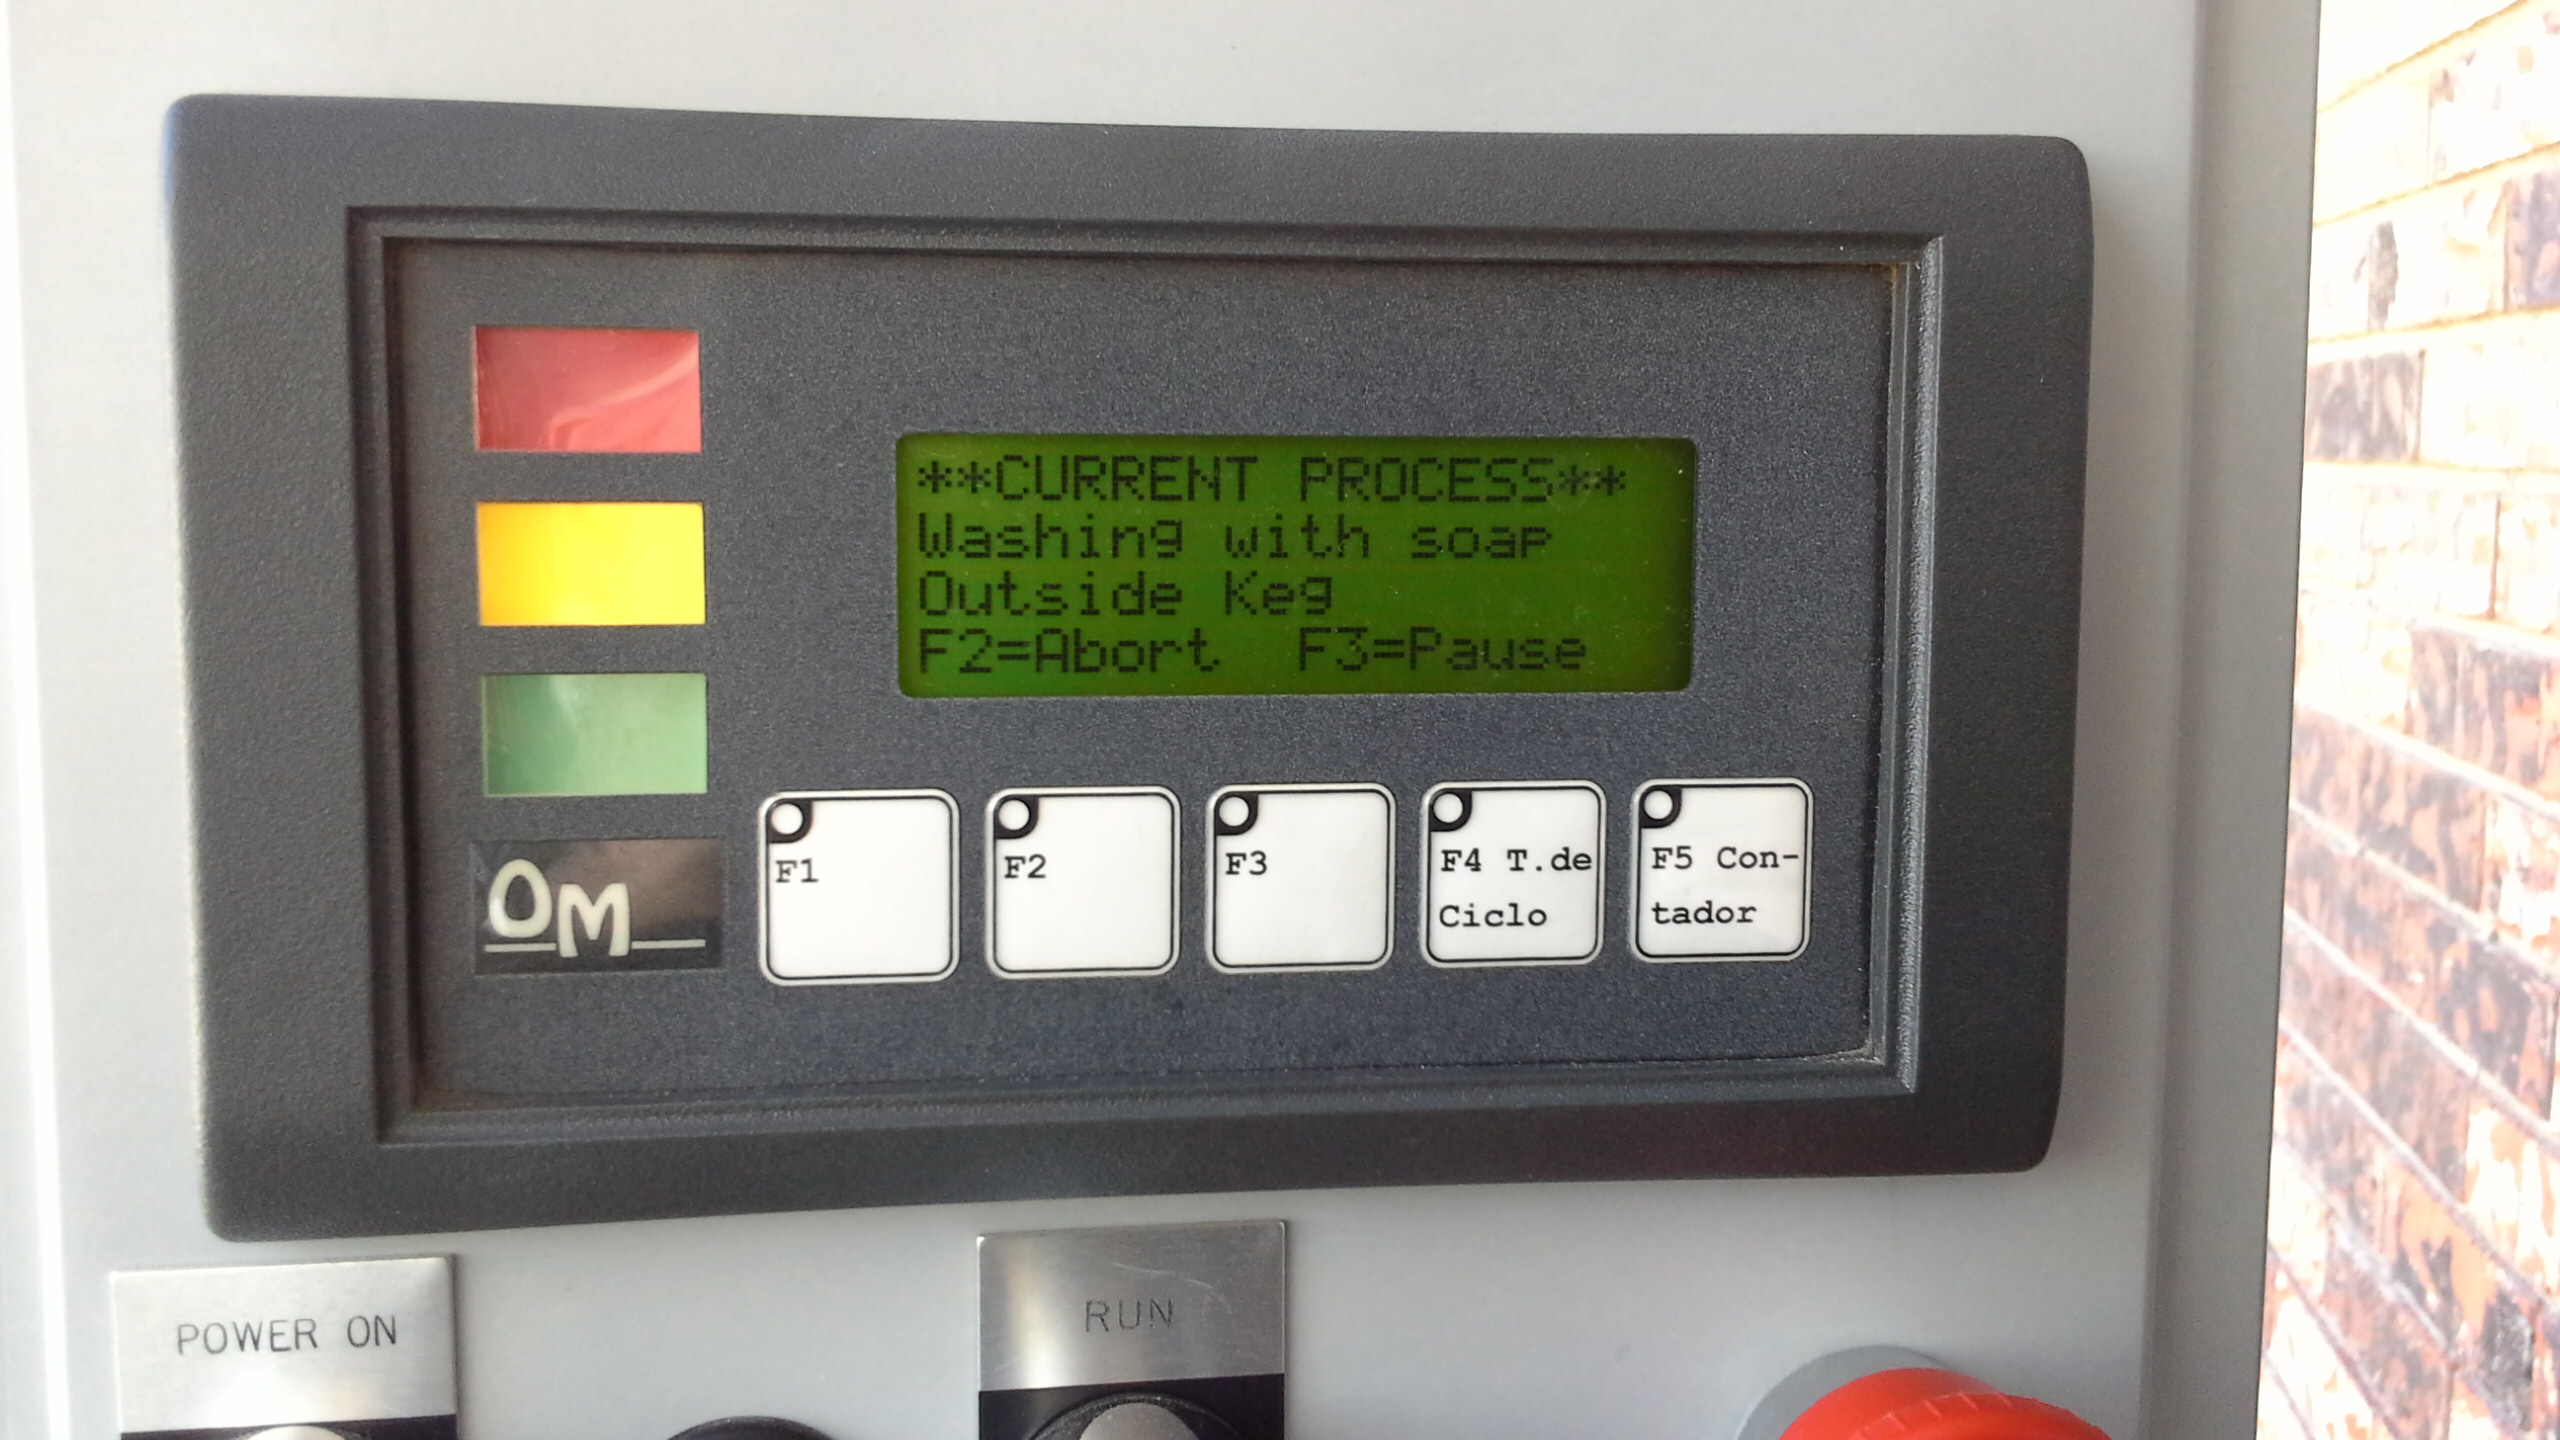 **CURRENT PROCESS**
Washing with soap
Outside Keg
F2=Abort F3=Pause
F1
F2
F3
F4 T.de
Ciclo
F5 Con-
tador
OM
POWER ON
RUN